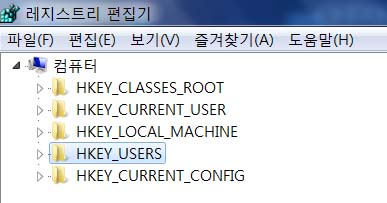 레지스트리 편집기
파일(F) 편집(E) 보기(V) 즐겨찾기(A) 도움말(H)
컴퓨터
HKEY_CLASSES_ROOT
HKEY_CURRENT_USER
HKEY_LOCAL_MACHINE
HKEY_USERS
HKEY_CURRENT_CONFIG